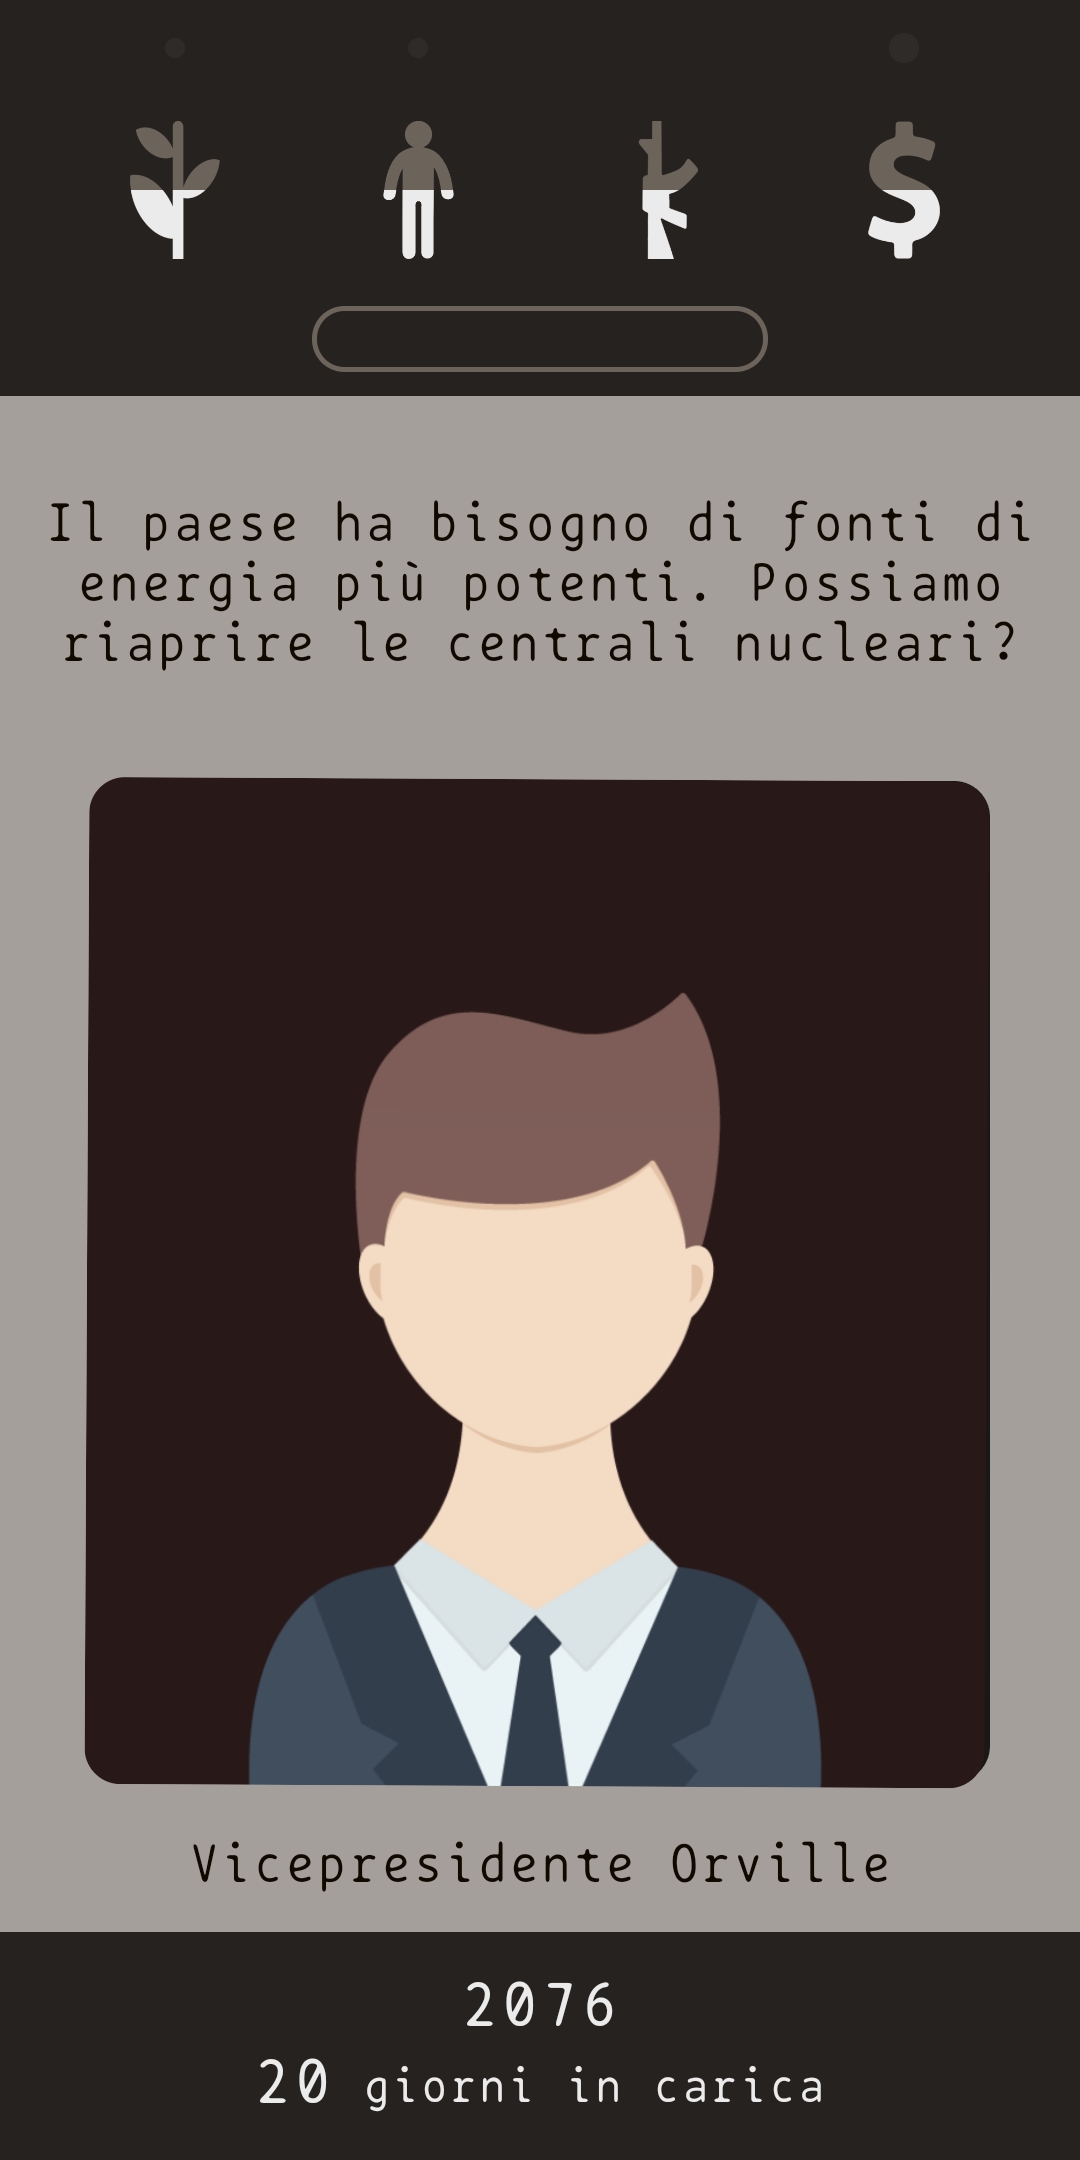 Il paese ha bisogno di fonti di
energia più potenti. Possiamo
riaprire le centrali nucleari?
Vicepresidente Orville
2076
20 giorni in carica